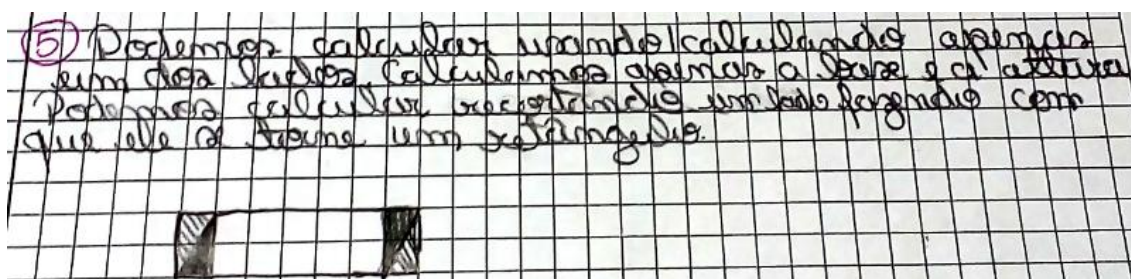 5) Podemos calcular usando calculando apenas
um dos lados calculamos apenas a base e a altura
Podemos calcular recortando um lado fazendo com
que ele se torne um retângulo.